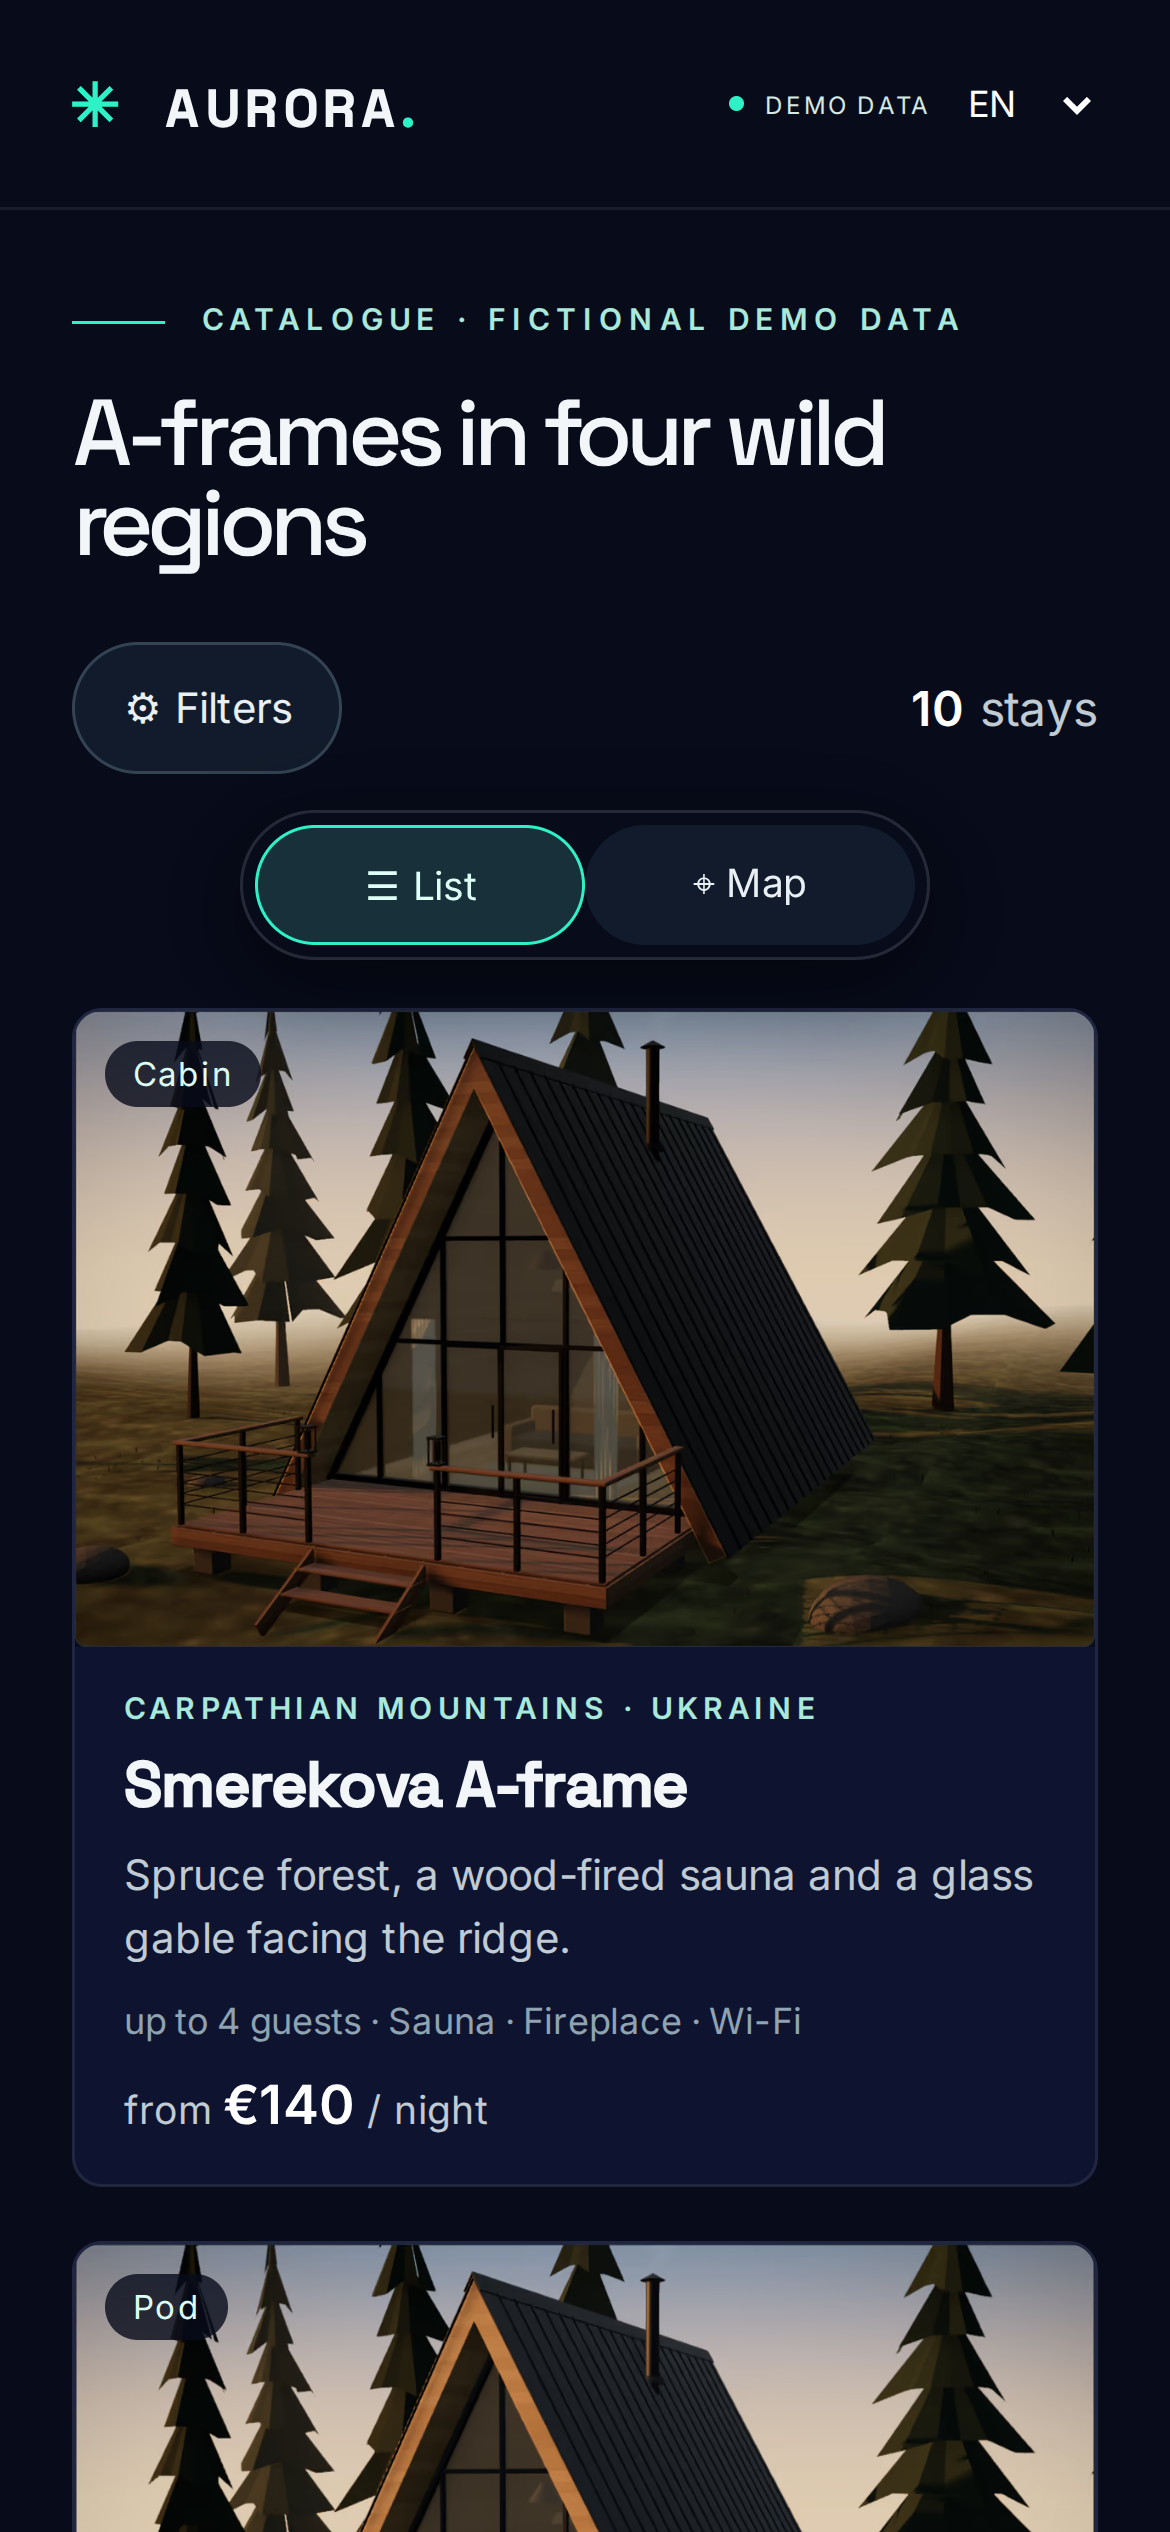 AURORA.
DEMO DATA
EN
CATALOGUE · FICTIONAL DEMO DATA
A-frames in four wild
regions
⚙ Filters
10 stays
☰ List
⌖ Map
Cabin
CARPATHIAN MOUNTAINS · UKRAINE
Smerekova A-frame
Spruce forest, a wood-fired sauna and a glass
gable facing the ridge.
up to 4 guests · Sauna · Fireplace · Wi-Fi
from €140 / night
Pod